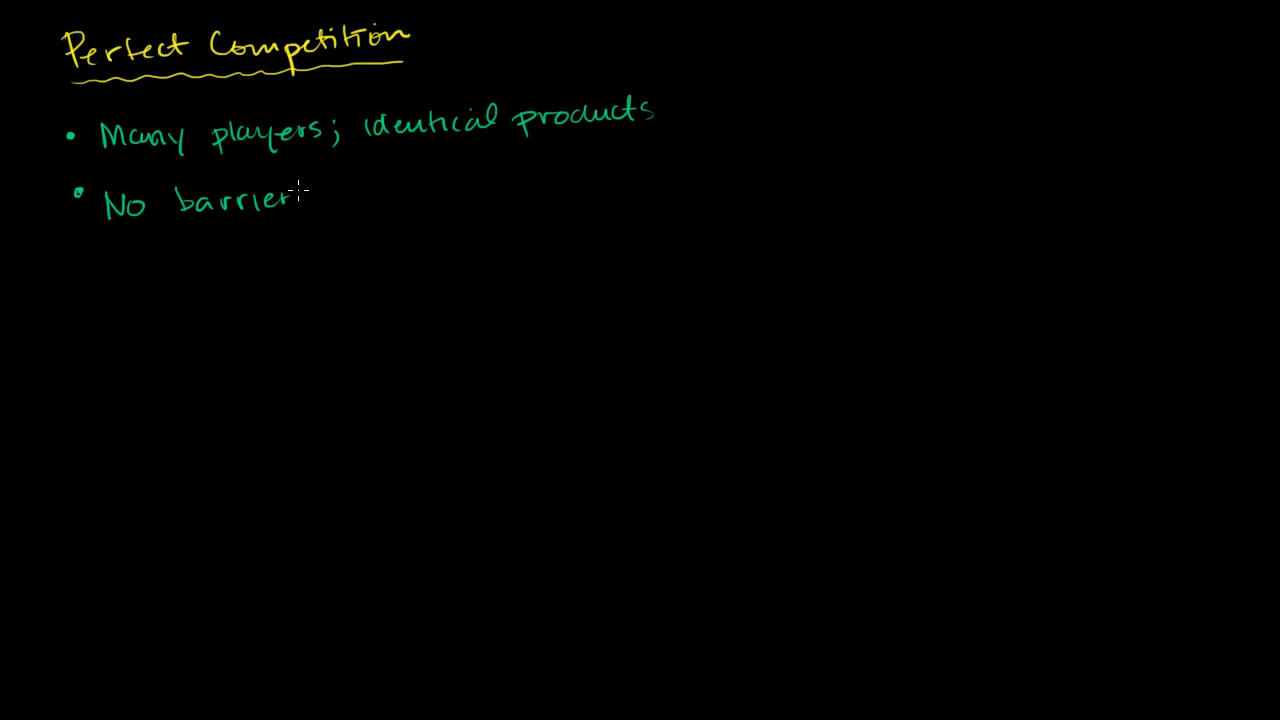 Perfect Competition
• Many players; identical products
• No barrier